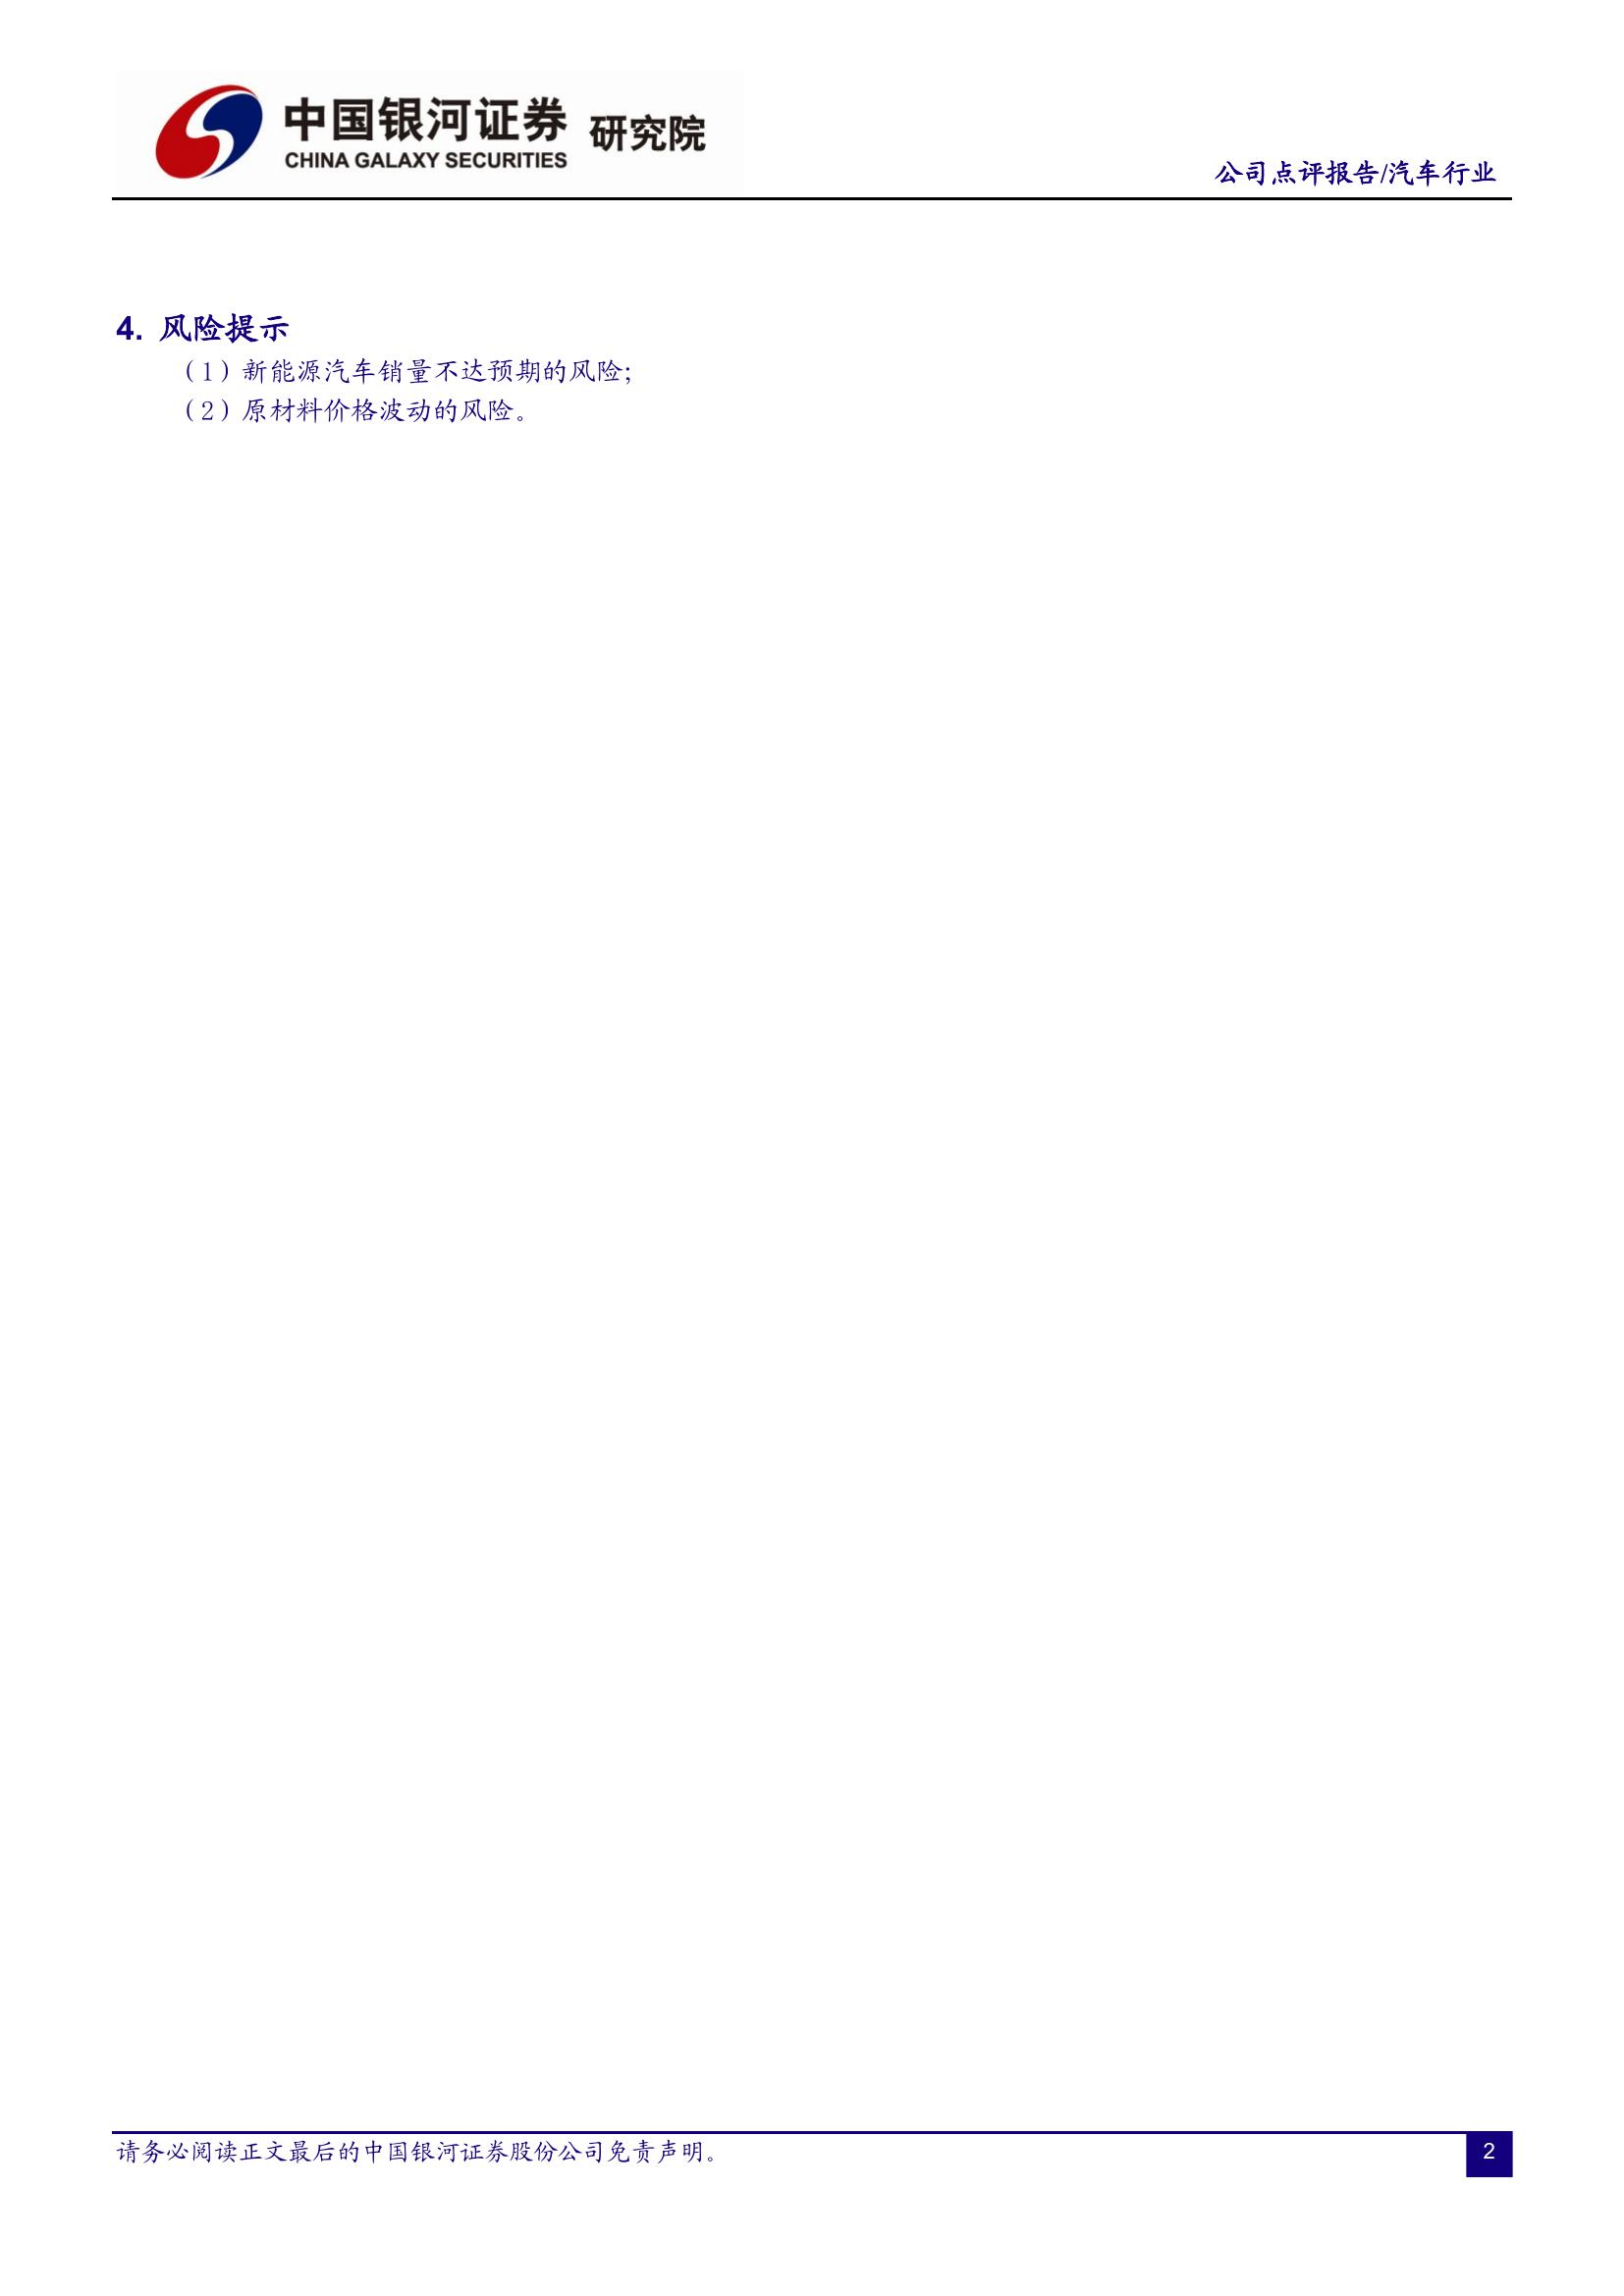 中国银河证券 研究院
CHINA GALAXY SECURITIES
公司点评报告/汽车行业
4. 风险提示
（1）新能源汽车销量不达预期的风险；
（2）原材料价格波动的风险。
请务必阅读正文最后的中国银河证券股份公司免责声明。
2